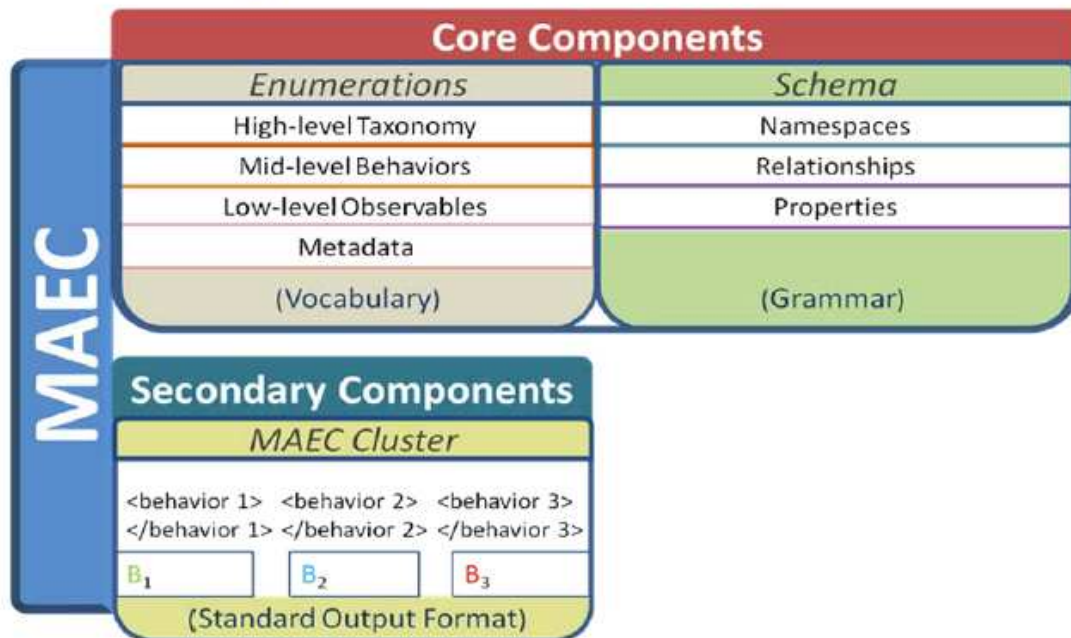 MAEC
Core Components
Enumerations
High-level Taxonomy
Mid-level Behaviors
Low-level Observables
Metadata
(Vocabulary)
Schema
Namespaces
Relationships
Properties
(Grammar)
Secondary Components
MAEC Cluster
<behavior 1> <behavior 2> <behavior 3>
</behavior 1> </behavior 2> </behavior 3>
B₁ B₂ B₃
(Standard Output Format)